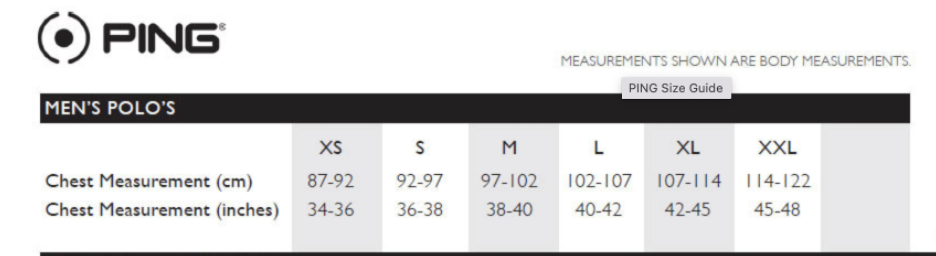 PING®
MEASUREMENTS SHOWN ARE BODY MEASUREMENTS.
PING Size Guide
MEN'S POLO'S
XS S M L XL XXL
Chest Measurement (cm) 87-92 92-97 97-102 102-107 107-114 114-122
Chest Measurement (inches) 34-36 36-38 38-40 40-42 42-45 45-48